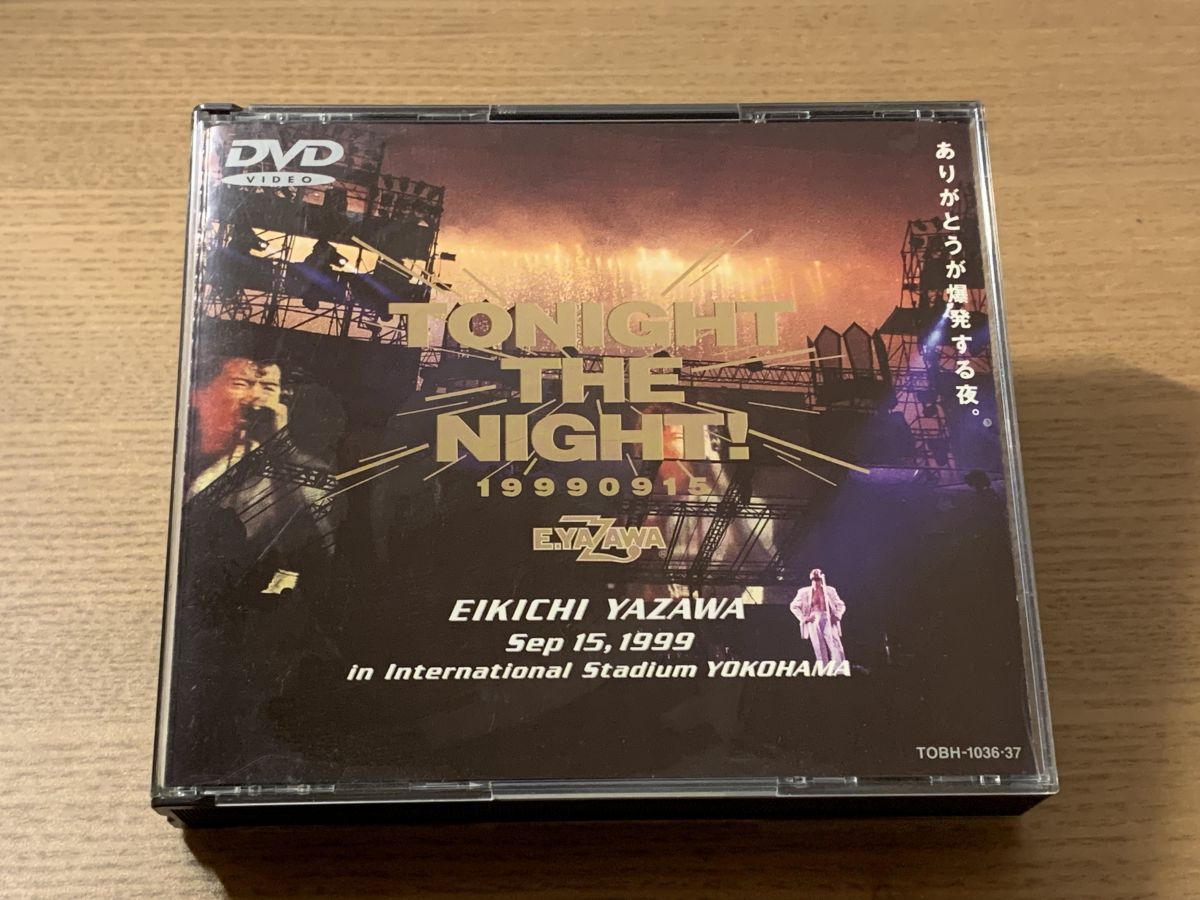 DVD
VIDEO
ありがとうが爆発する夜。
TONIGHT
THE
NIGHT!
19990915
E.YAZAWA
EIKICHI YAZAWA
Sep 15, 1999
in International Stadium YOKOHAMA
TOBH-1036·37